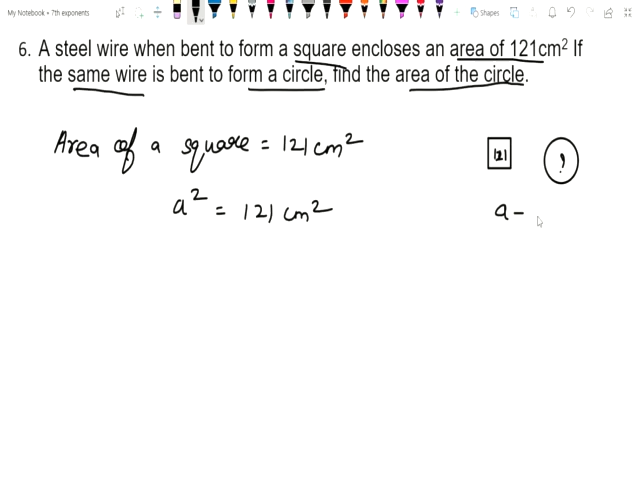 My Notebook • 7th exponents
Shapes
6. A steel wire when bent to form a square encloses an area of 121cm² If
the same wire is bent to form a circle, find the area of the circle.
Area of a square = 121 cm²
121
?
a² = 121 cm²
a –